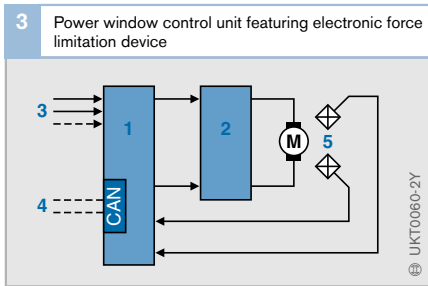 3 Power window control unit featuring electronic force
limitation device
3
1
2
M
5
4
CAN
UKT0060-2Y